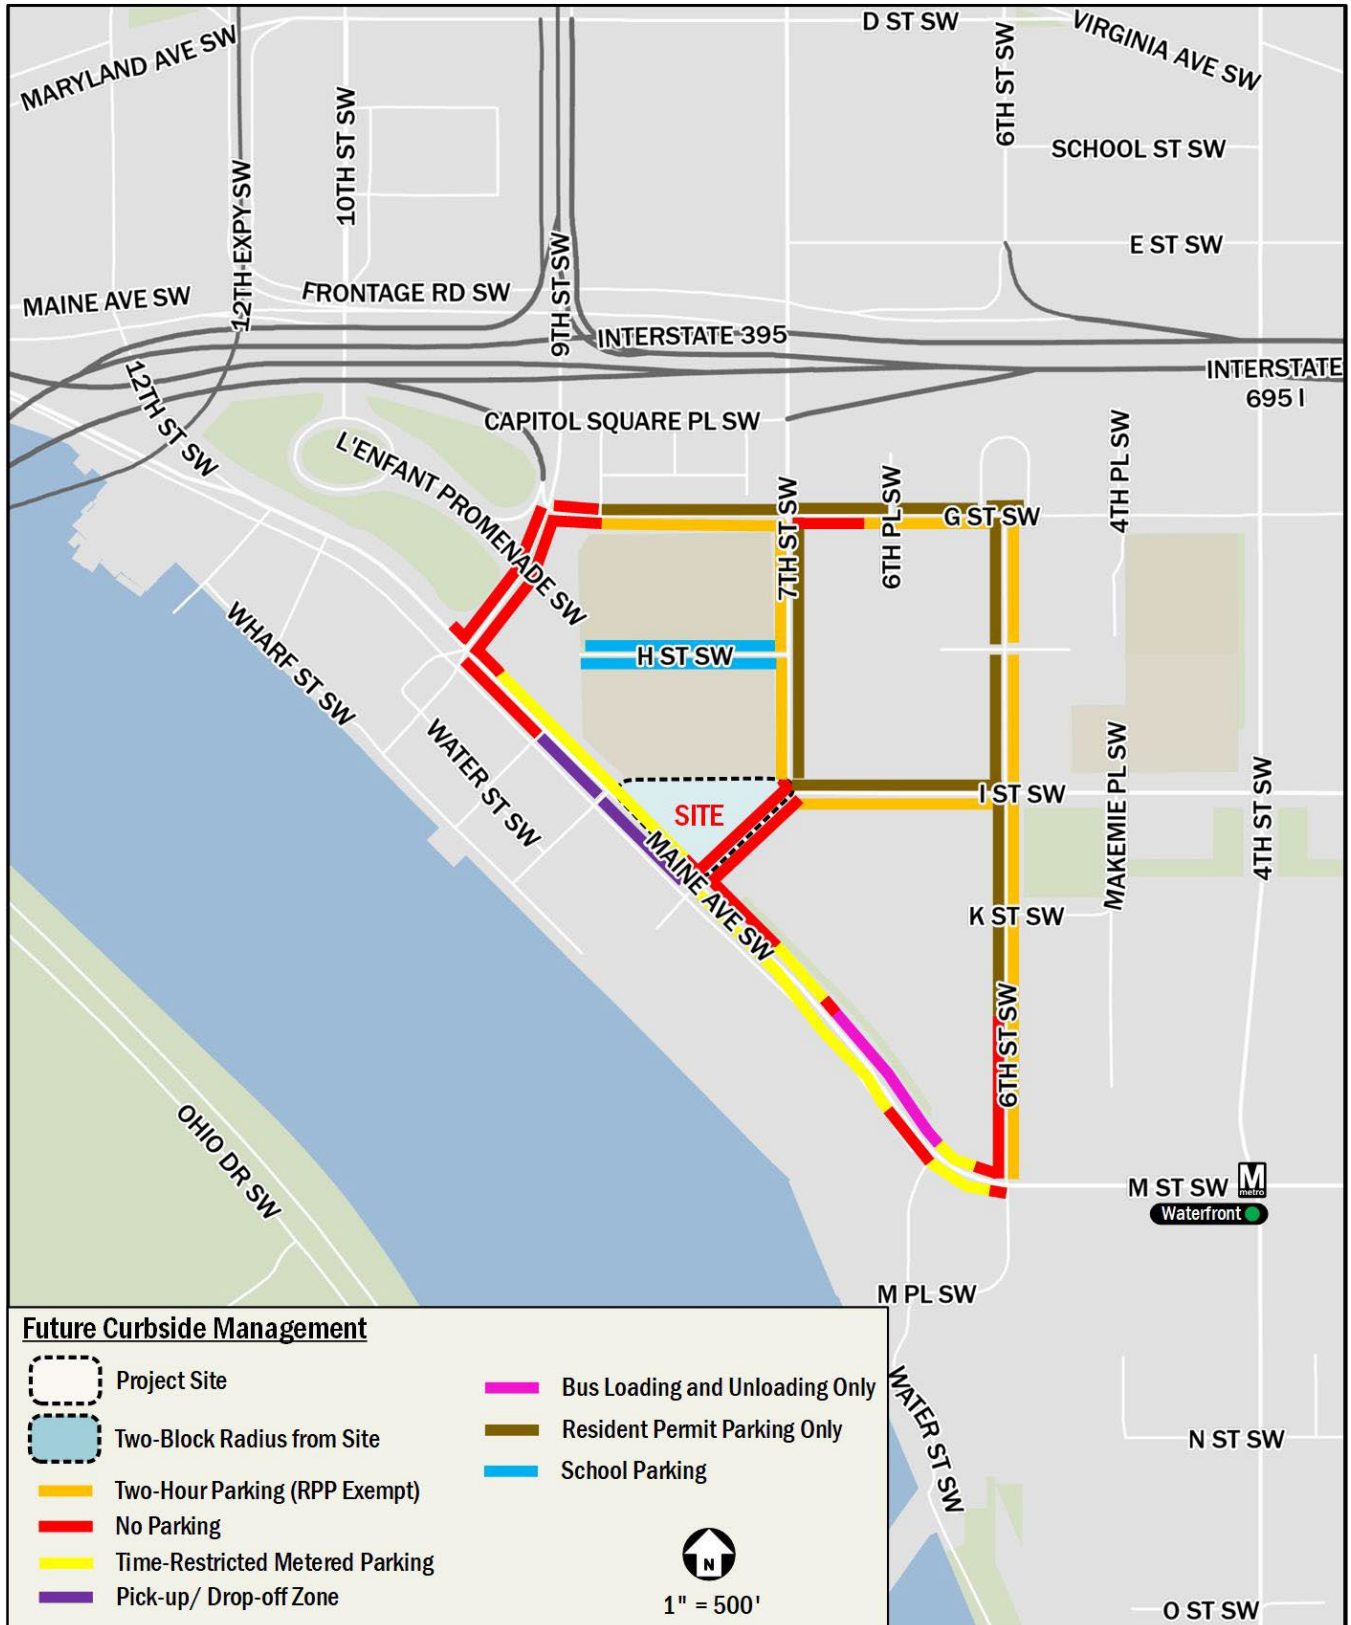 D ST SW
VIRGINIA AVE SW
MARYLAND AVE SW
6TH ST SW
10TH ST SW
SCHOOL ST SW
12TH EXPY SW
E ST SW
9TH ST SW
MAINE AVE SW
FRONTAGE RD SW
INTERSTATE 395
INTERSTATE
695 I
12TH ST SW
CAPITOL SQUARE PL SW
4TH PL SW
L'ENFANT PROMENADE SW
7TH ST SW
6TH PL SW
G ST SW
WHARF ST SW
H ST SW
WATER ST SW
MAKEMIE PL SW
4TH ST SW
I ST SW
SITE
MAINE AVE SW
K ST SW
6TH ST SW
OHIO DR SW
M ST SW
M
metro
Waterfront
M PL SW
WATER ST SW
N ST SW
O ST SW
Future Curbside Management
Project Site
Two-Block Radius from Site
Two-Hour Parking (RPP Exempt)
No Parking
Time-Restricted Metered Parking
Pick-up/ Drop-off Zone
Bus Loading and Unloading Only
Resident Permit Parking Only
School Parking
N
1" = 500'